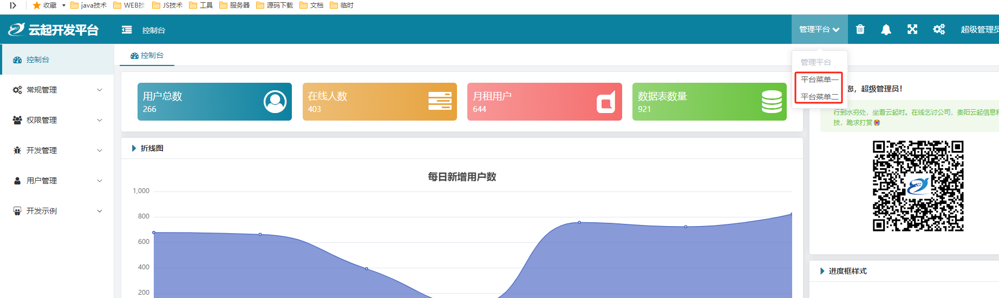 收藏
java技术
WEB技
JS技术
工具
服务器
源码下载
文档
临时
云起开发平台
控制台
管理平台
超级管理员
控制台
常规管理
权限管理
开发管理
用户管理
开发示例
控制台
管理平台
平台菜单一
平台菜单二
用户总数
266
在线人数
403
月租用户
644
数据表数量
921
您，超级管理员！
行到水穷处，坐看云起时。在线乞讨公司，贵阳云起信息科
技，跪求打赏
折线图
每日新增用户数
1,000
800
600
400
200
进度框样式